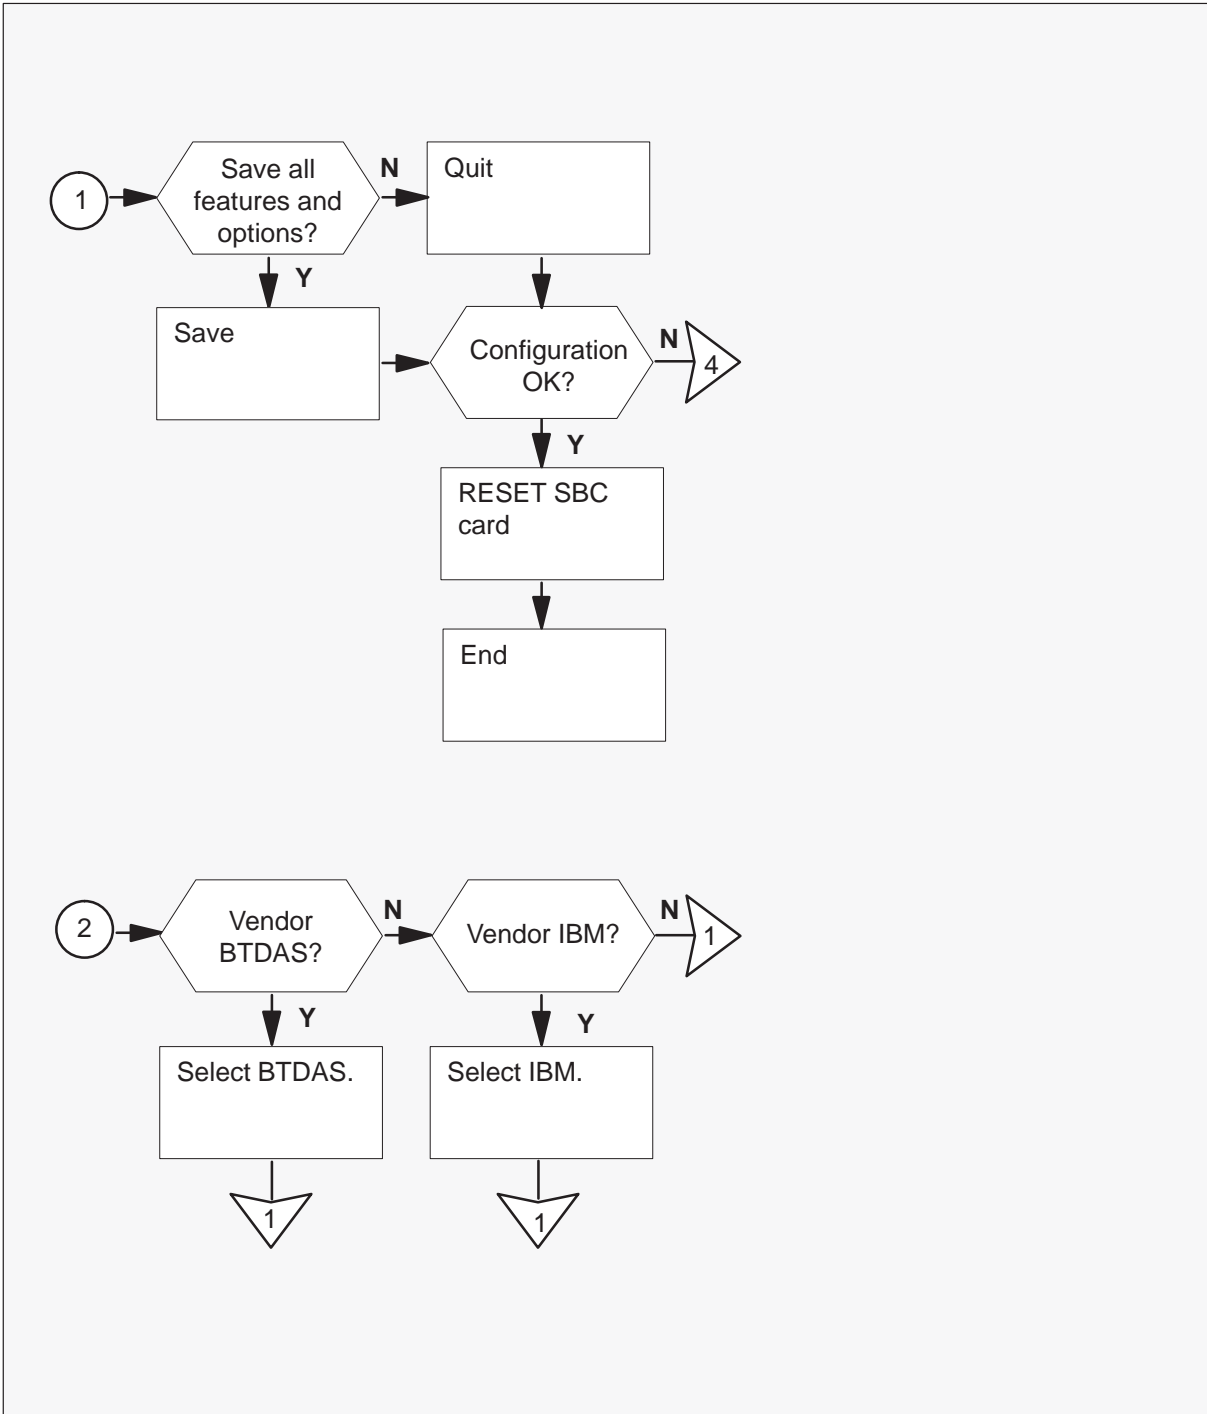 1
Save all
features and
options?
N
Quit
Y
Save
Configuration
OK?
N
4
Y
RESET SBC
card
End
2
Vendor
BTDAS?
N
Vendor IBM?
N
1
Y
Y
Select BTDAS.
Select IBM.
1
1